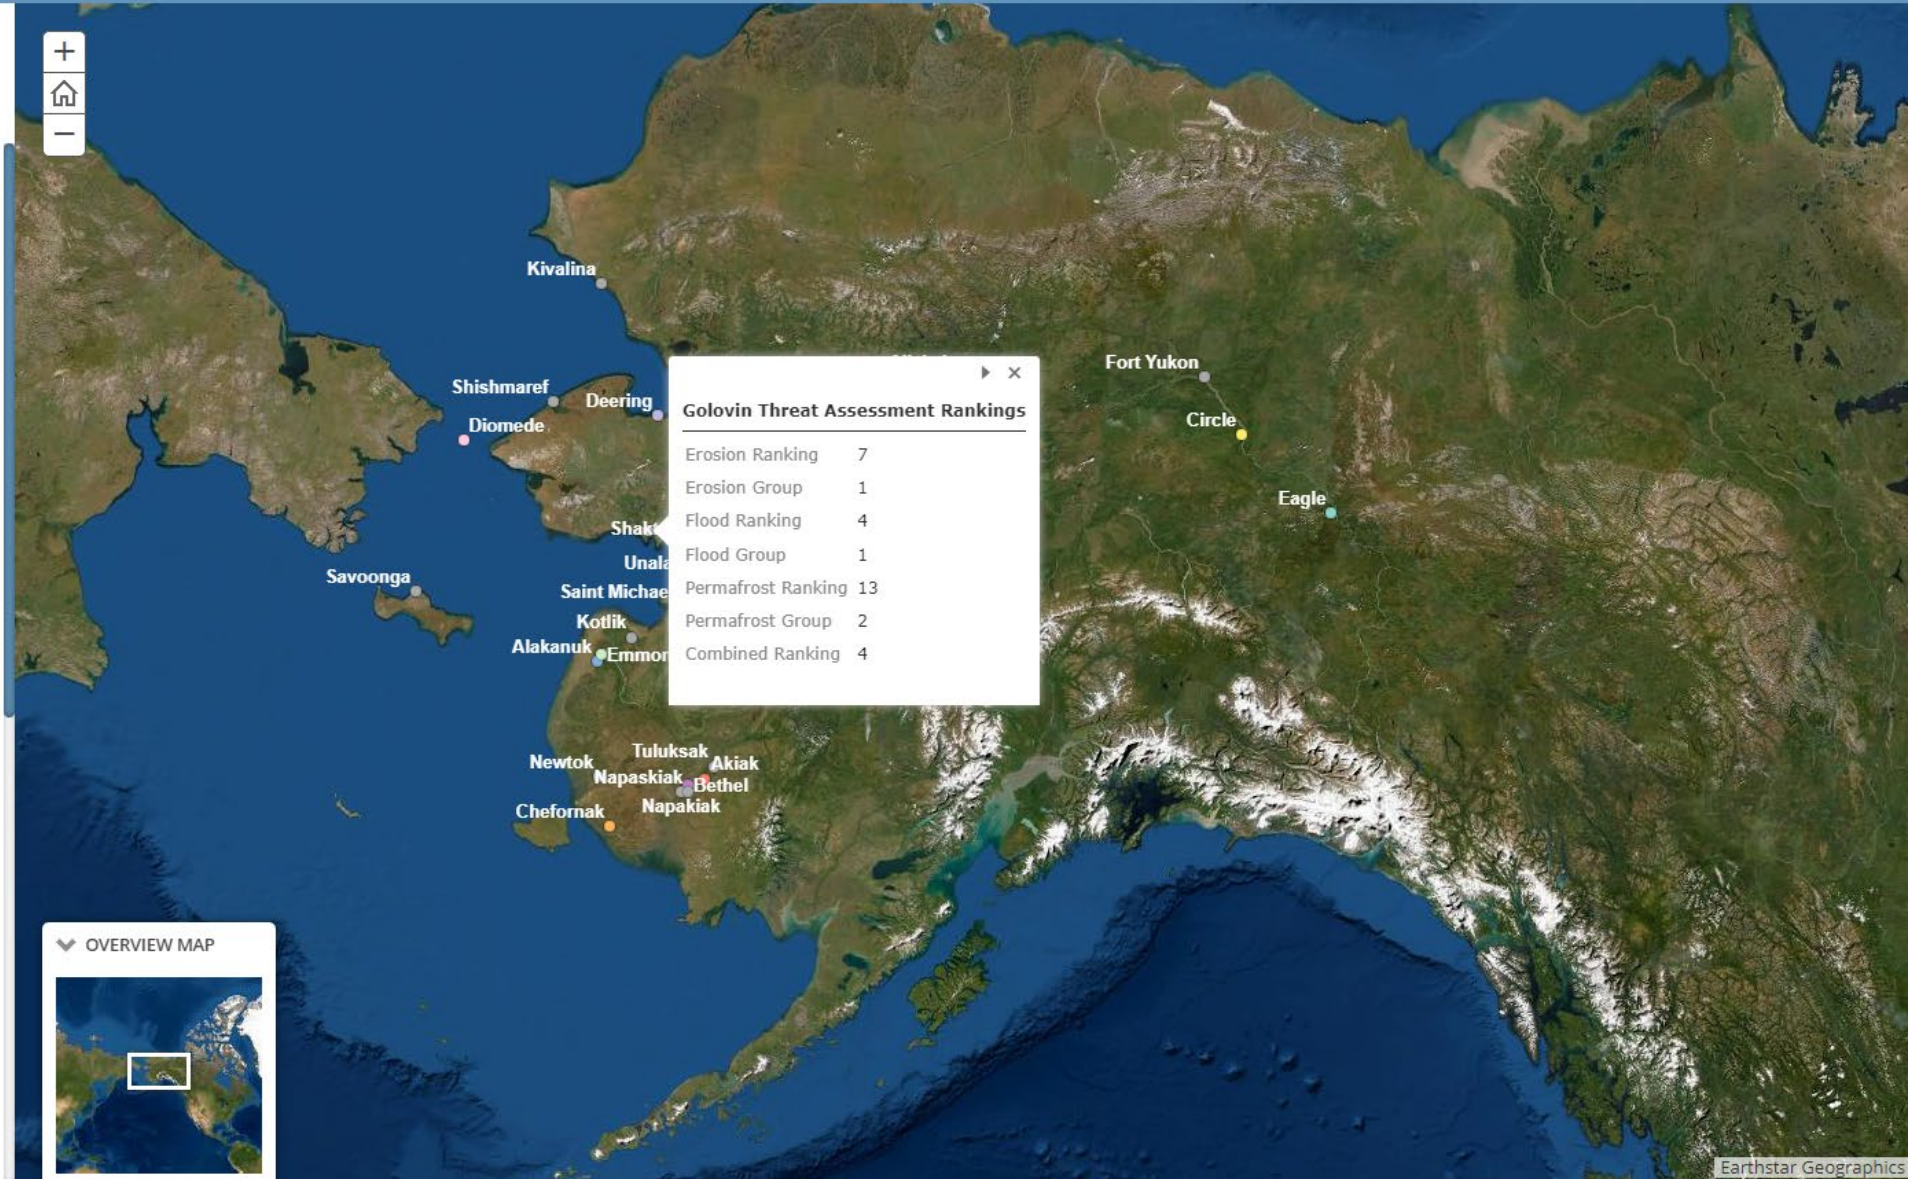 +
−
Kivalina
Fort Yukon
Shishmaref
Deering
Diomede
Circle
Golovin Threat Assessment Rankings
Erosion Ranking 7
Erosion Group 1
Flood Ranking 4
Flood Group 1
Permafrost Ranking 13
Permafrost Group 2
Combined Ranking 4
Eagle
Shakt
Unala
Savoonga
Saint Michae
Kotlik
Alakanuk
Emmon
Tuluksak
Newtok
Akiak
Napaskiak
Bethel
Napakiak
Chefornak
OVERVIEW MAP
Earthstar Geographics